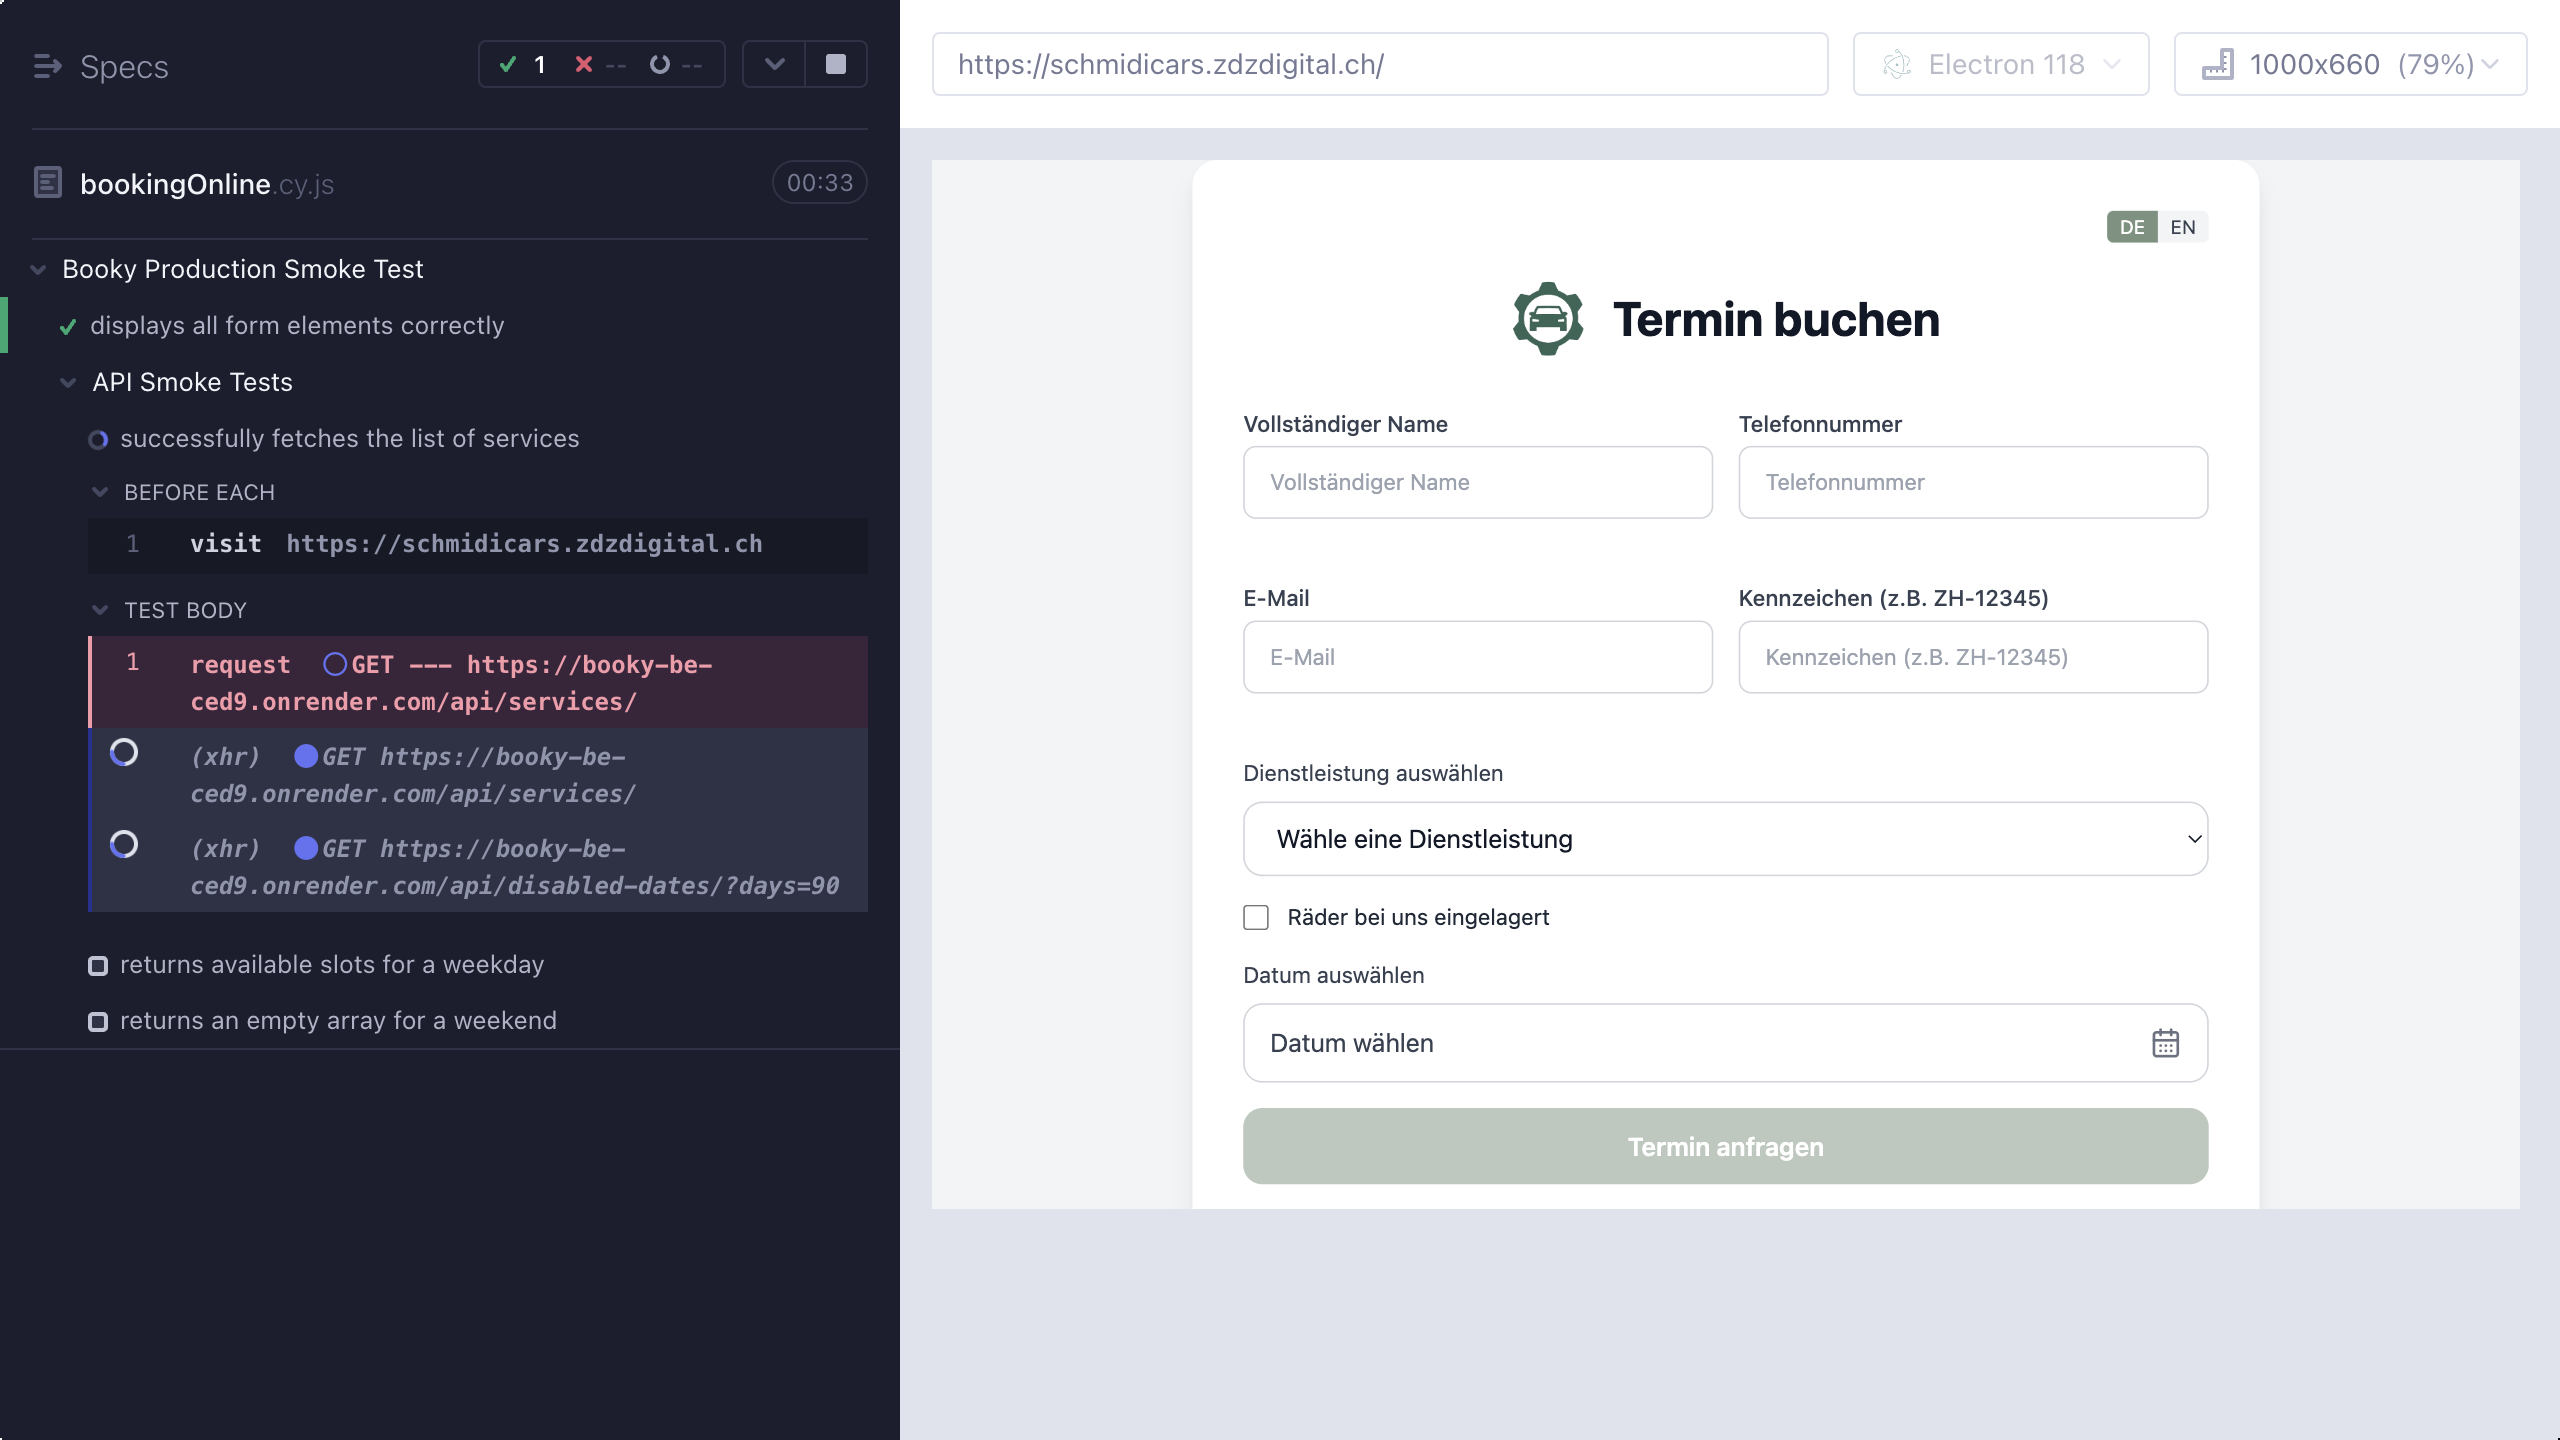 Specs
1 -- --
bookingOnline.cy.js
00:33
Booky Production Smoke Test
displays all form elements correctly
API Smoke Tests
successfully fetches the list of services
BEFORE EACH
1 visit https://schmidicars.zdzdigital.ch
TEST BODY
1 request GET --- https://booky-be-
ced9.onrender.com/api/services/
(xhr) GET https://booky-be-
ced9.onrender.com/api/services/
(xhr) GET https://booky-be-
ced9.onrender.com/api/disabled-dates/?days=90
returns available slots for a weekday
returns an empty array for a weekend
https://schmidicars.zdzdigital.ch/
Electron 118
1000x660 (79%)
DE EN
Termin buchen
Vollständiger Name
Telefonnummer
Vollständiger Name
Telefonnummer
E-Mail
Kennzeichen (z.B. ZH-12345)
E-Mail
Kennzeichen (z.B. ZH-12345)
Dienstleistung auswählen
Wähle eine Dienstleistung
Räder bei uns eingelagert
Datum auswählen
Datum wählen
Termin anfragen